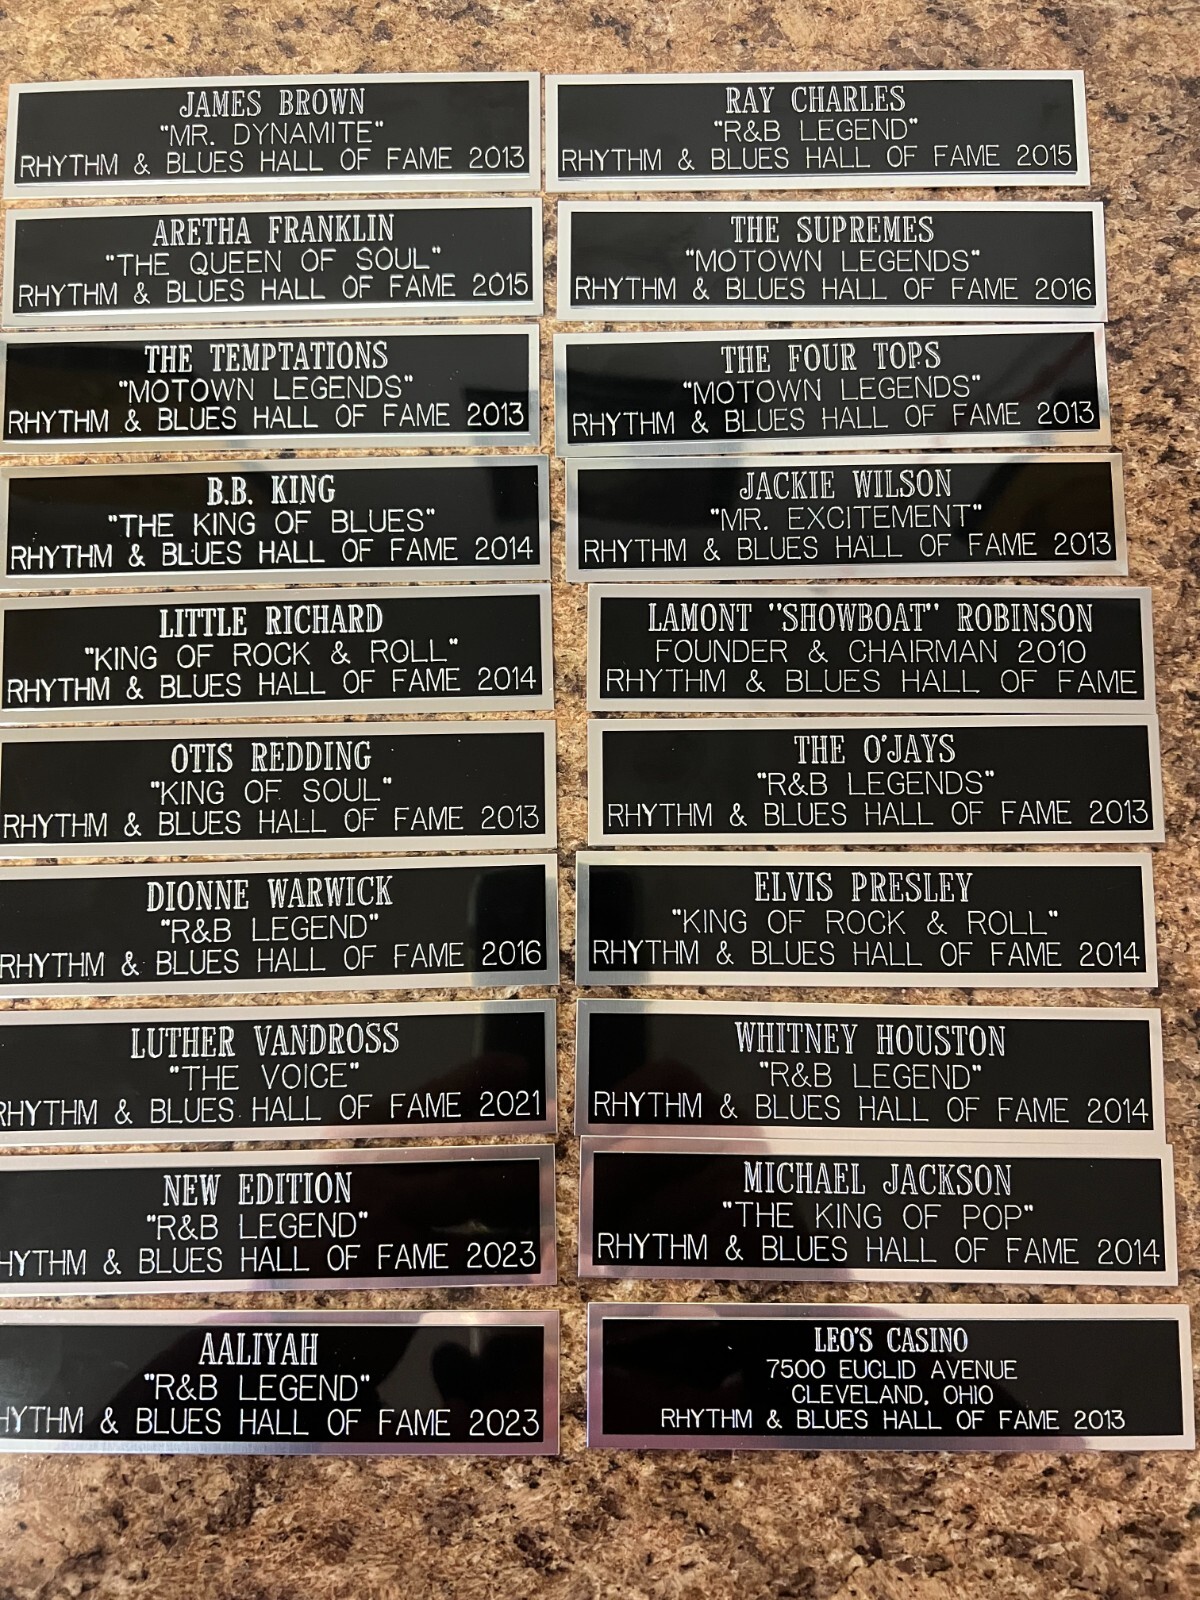 JAMES BROWN
"MR. DYNAMITE"
RHYTHM & BLUES HALL OF FAME 2013
RAY CHARLES
"R&B LEGEND"
RHYTHM & BLUES HALL OF FAME 2015
ARETHA FRANKLIN
"THE QUEEN OF SOUL"
RHYTHM & BLUES HALL OF FAME 2015
THE SUPREMES
"MOTOWN LEGENDS"
RHYTHM & BLUES HALL OF FAME 2016
THE TEMPTATIONS
"MOTOWN LEGENDS"
RHYTHM & BLUES HALL OF FAME 2013
THE FOUR TOPS
"MOTOWN LEGENDS"
RHYTHM & BLUES HALL OF FAME 2013
B.B. KING
"THE KING OF BLUES"
RHYTHM & BLUES HALL OF FAME 2014
JACKIE WILSON
"MR. EXCITEMENT"
RHYTHM & BLUES HALL OF FAME 2013
LITTLE RICHARD
"KING OF ROCK & ROLL"
RHYTHM & BLUES HALL OF FAME 2014
LAMONT "SHOWBOAT" ROBINSON
FOUNDER & CHAIRMAN 2010
RHYTHM & BLUES HALL OF FAME
OTIS REDDING
"KING OF SOUL"
RHYTHM & BLUES HALL OF FAME 2013
THE O'JAYS
"R&B LEGENDS"
RHYTHM & BLUES HALL OF FAME 2013
DIONNE WARWICK
"R&B LEGEND"
RHYTHM & BLUES HALL OF FAME 2016
ELVIS PRESLEY
"KING OF ROCK & ROLL"
RHYTHM & BLUES HALL OF FAME 2014
LUTHER VANDROSS
"THE VOICE"
RHYTHM & BLUES HALL OF FAME 2021
WHITNEY HOUSTON
"R&B LEGEND"
RHYTHM & BLUES HALL OF FAME 2014
NEW EDITION
"R&B LEGEND"
HYTHM & BLUES HALL OF FAME 2023
MICHAEL JACKSON
"THE KING OF POP"
RHYTHM & BLUES HALL OF FAME 2014
AALIYAH
"R&B LEGEND"
HYTHM & BLUES HALL OF FAME 2023
LEO'S CASINO
7500 EUCLID AVENUE
CLEVELAND, OHIO
RHYTHM & BLUES HALL OF FAME 2013